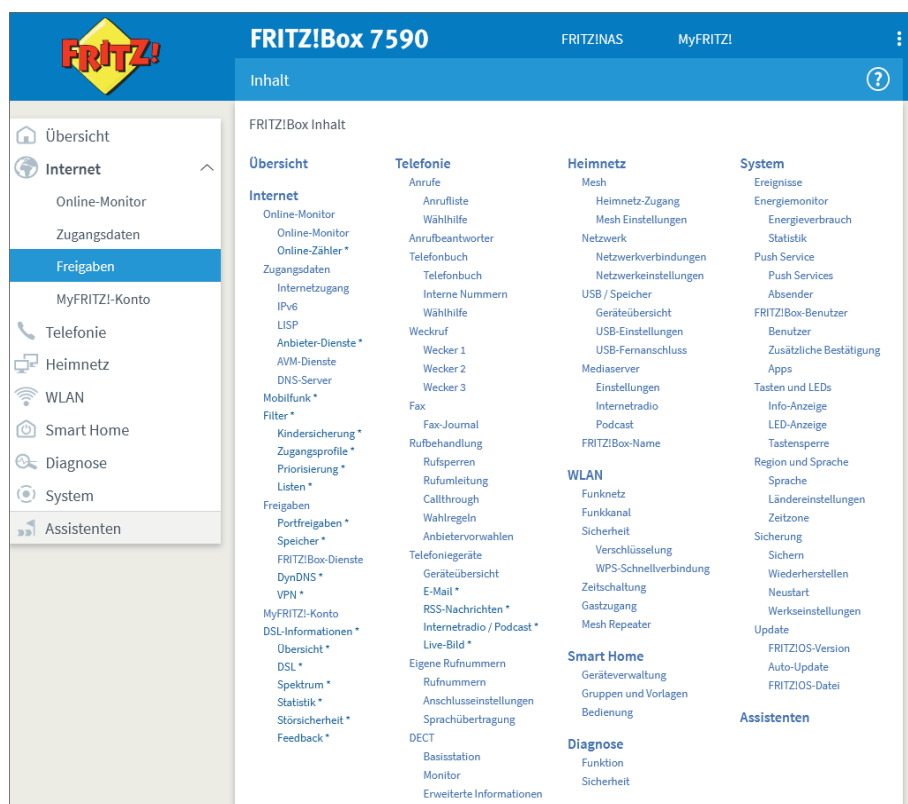 FRITZ!
FRITZ!Box 7590
FRITZ!NAS
MyFRITZ!
Inhalt
?
Übersicht
Internet
Online-Monitor
Zugangsdaten
Freigaben
MyFRITZ!-Konto
Telefonie
Heimnetz
WLAN
Smart Home
Diagnose
System
Assistenten
FRITZ!Box Inhalt
Übersicht
Internet
Online-Monitor
Online-Monitor
Online-Zähler *
Zugangsdaten
Internetzugang
IPv6
LISP
Anbieter-Dienste *
AVM-Dienste
DNS-Server
Mobilfunk *
Filter *
Kindersicherung *
Zugangsprofile *
Priorisierung *
Listen *
Freigaben
Portfreigaben *
Speicher *
FRITZ!Box-Dienste
DynDNS *
VPN *
MyFRITZ!-Konto
DSL-Informationen *
Übersicht *
DSL *
Spektrum *
Statistik *
Störsicherheit *
Feedback *
Telefonie
Anrufe
Anrufliste
Wählhilfe
Anrufbeantworter
Telefonbuch
Telefonbuch
Interne Nummern
Wählhilfe
Weckruf
Wecker 1
Wecker 2
Wecker 3
Fax
Fax-Journal
Rufbehandlung
Rufsperren
Rufumleitung
Callthrough
Wahlregeln
Anbietervorwahlen
Telefoniegeräte
Geräteübersicht
E-Mail *
RSS-Nachrichten *
Internetradio / Podcast *
Live-Bild *
Eigene Rufnummern
Rufnummern
Anschlusseinstellungen
Sprachübertragung
DECT
Basisstation
Monitor
Erweiterte Informationen
Heimnetz
Mesh
Heimnetz-Zugang
Mesh Einstellungen
Netzwerk
Netzwerkverbindungen
Netzwerkeinstellungen
USB / Speicher
Geräteübersicht
USB-Einstellungen
USB-Fernanschluss
Mediaserver
Einstellungen
Internetradio
Podcast
FRITZ!Box-Name
WLAN
Funknetz
Funkkanal
Sicherheit
Verschlüsselung
WPS-Schnellverbindung
Zeitschaltung
Gastzugang
Mesh Repeater
Smart Home
Geräteverwaltung
Gruppen und Vorlagen
Bedienung
Diagnose
Funktion
Sicherheit
System
Ereignisse
Energiemonitor
Energieverbrauch
Statistik
Push Service
Push Services
Absender
FRITZ!Box-Benutzer
Benutzer
Zusätzliche Bestätigung
Apps
Tasten und LEDs
Info-Anzeige
LED-Anzeige
Tastensperre
Region und Sprache
Sprache
Ländereinstellungen
Zeitzone
Sicherung
Sichern
Wiederherstellen
Neustart
Werkseinstellungen
Update
FRITZ!OS-Version
Auto-Update
FRITZ!OS-Datei
Assistenten